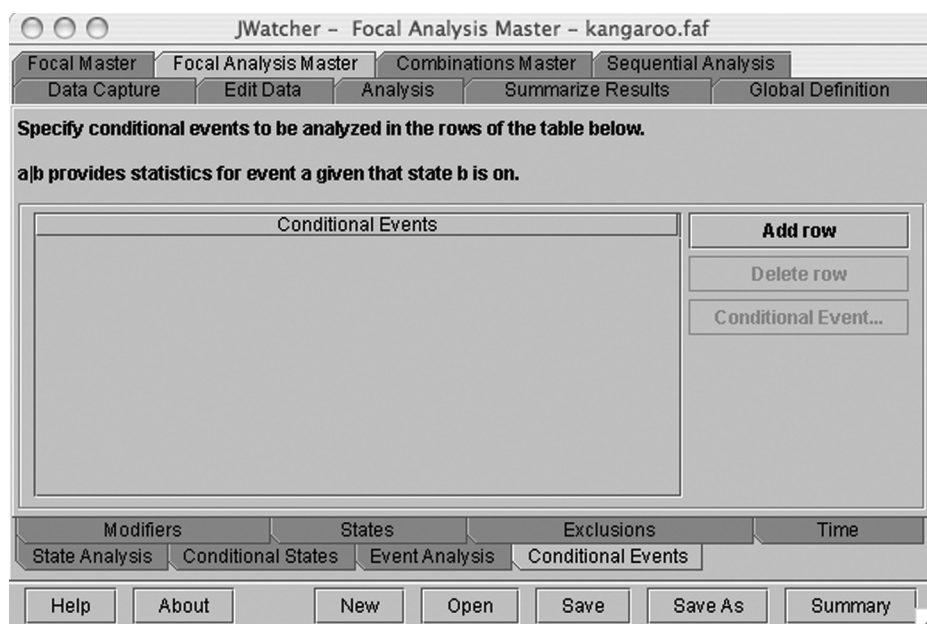 JWatcher – Focal Analysis Master – kangaroo.faf
Focal Master Focal Analysis Master Combinations Master Sequential Analysis
Data Capture Edit Data Analysis Summarize Results Global Definition
Specify conditional events to be analyzed in the rows of the table below.
a|b provides statistics for event a given that state b is on.
Conditional Events
Add row
Delete row
Conditional Event...
Modifiers States Exclusions Time
State Analysis Conditional States Event Analysis Conditional Events
Help About New Open Save Save As Summary